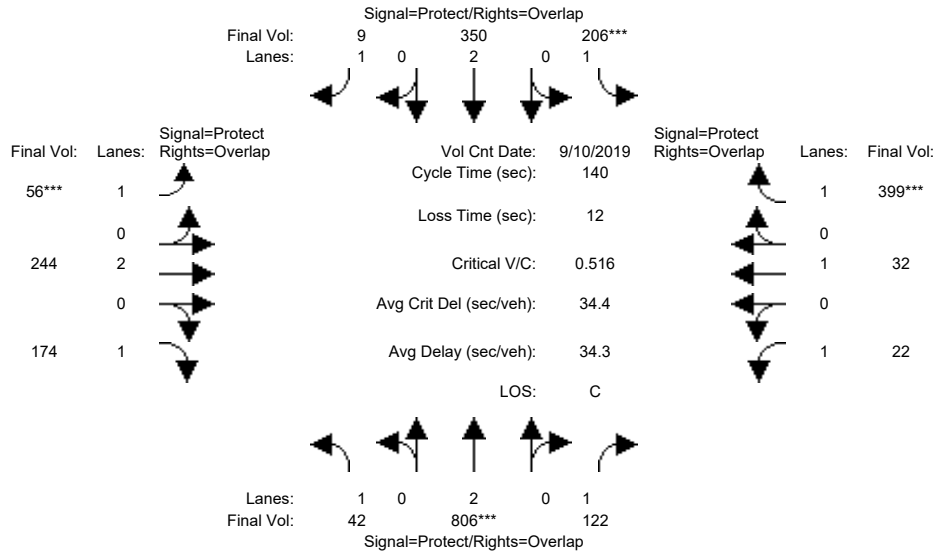 Signal=Protect/Rights=Overlap
Final Vol: 9 350 206***
Lanes: 1 0 2 0 1
Signal=Protect
Final Vol: Lanes: Rights=Overlap
Vol Cnt Date: 9/10/2019
Signal=Protect
Rights=Overlap Lanes: Final Vol:
Cycle Time (sec): 140
56*** 1
1 399***
Loss Time (sec): 12
0
0
244 2
Critical V/C: 0.516
1 32
0
Avg Crit Del (sec/veh): 34.4
0
174 1
Avg Delay (sec/veh): 34.3
1 22
LOS: C
Lanes: 1 0 2 0 1
Final Vol: 42 806*** 122
Signal=Protect/Rights=Overlap